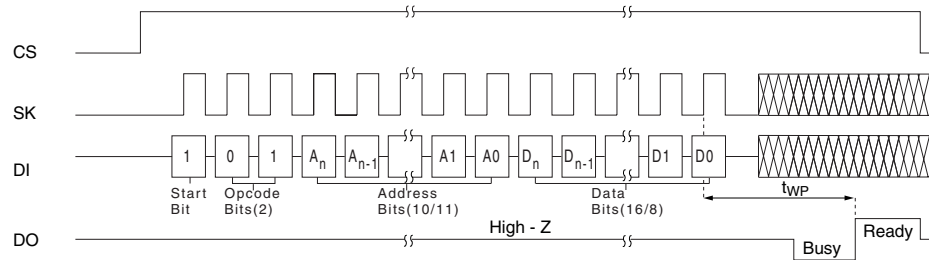 CS
SK
DI
1 0 1 An An-1 A1 A0 Dn Dn-1 D1 D0
Start Bit
Opcode Bits(2)
Address Bits(10/11)
Data Bits(16/8)
tWP
DO
High - Z
Busy
Ready